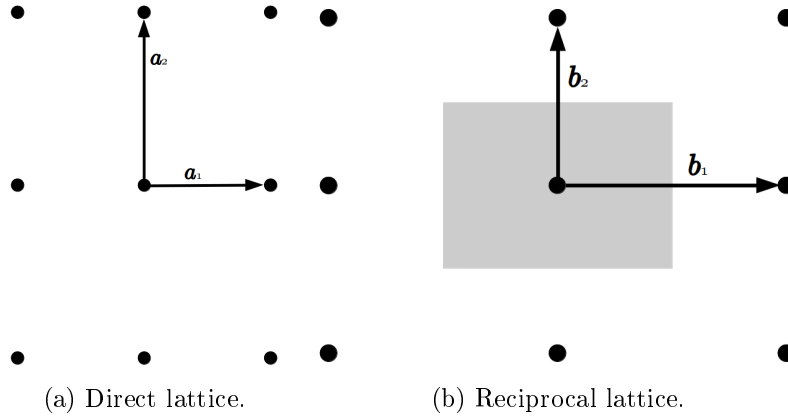 a₂
a₁
(a) Direct lattice.
b₂
b₁
(b) Reciprocal lattice.